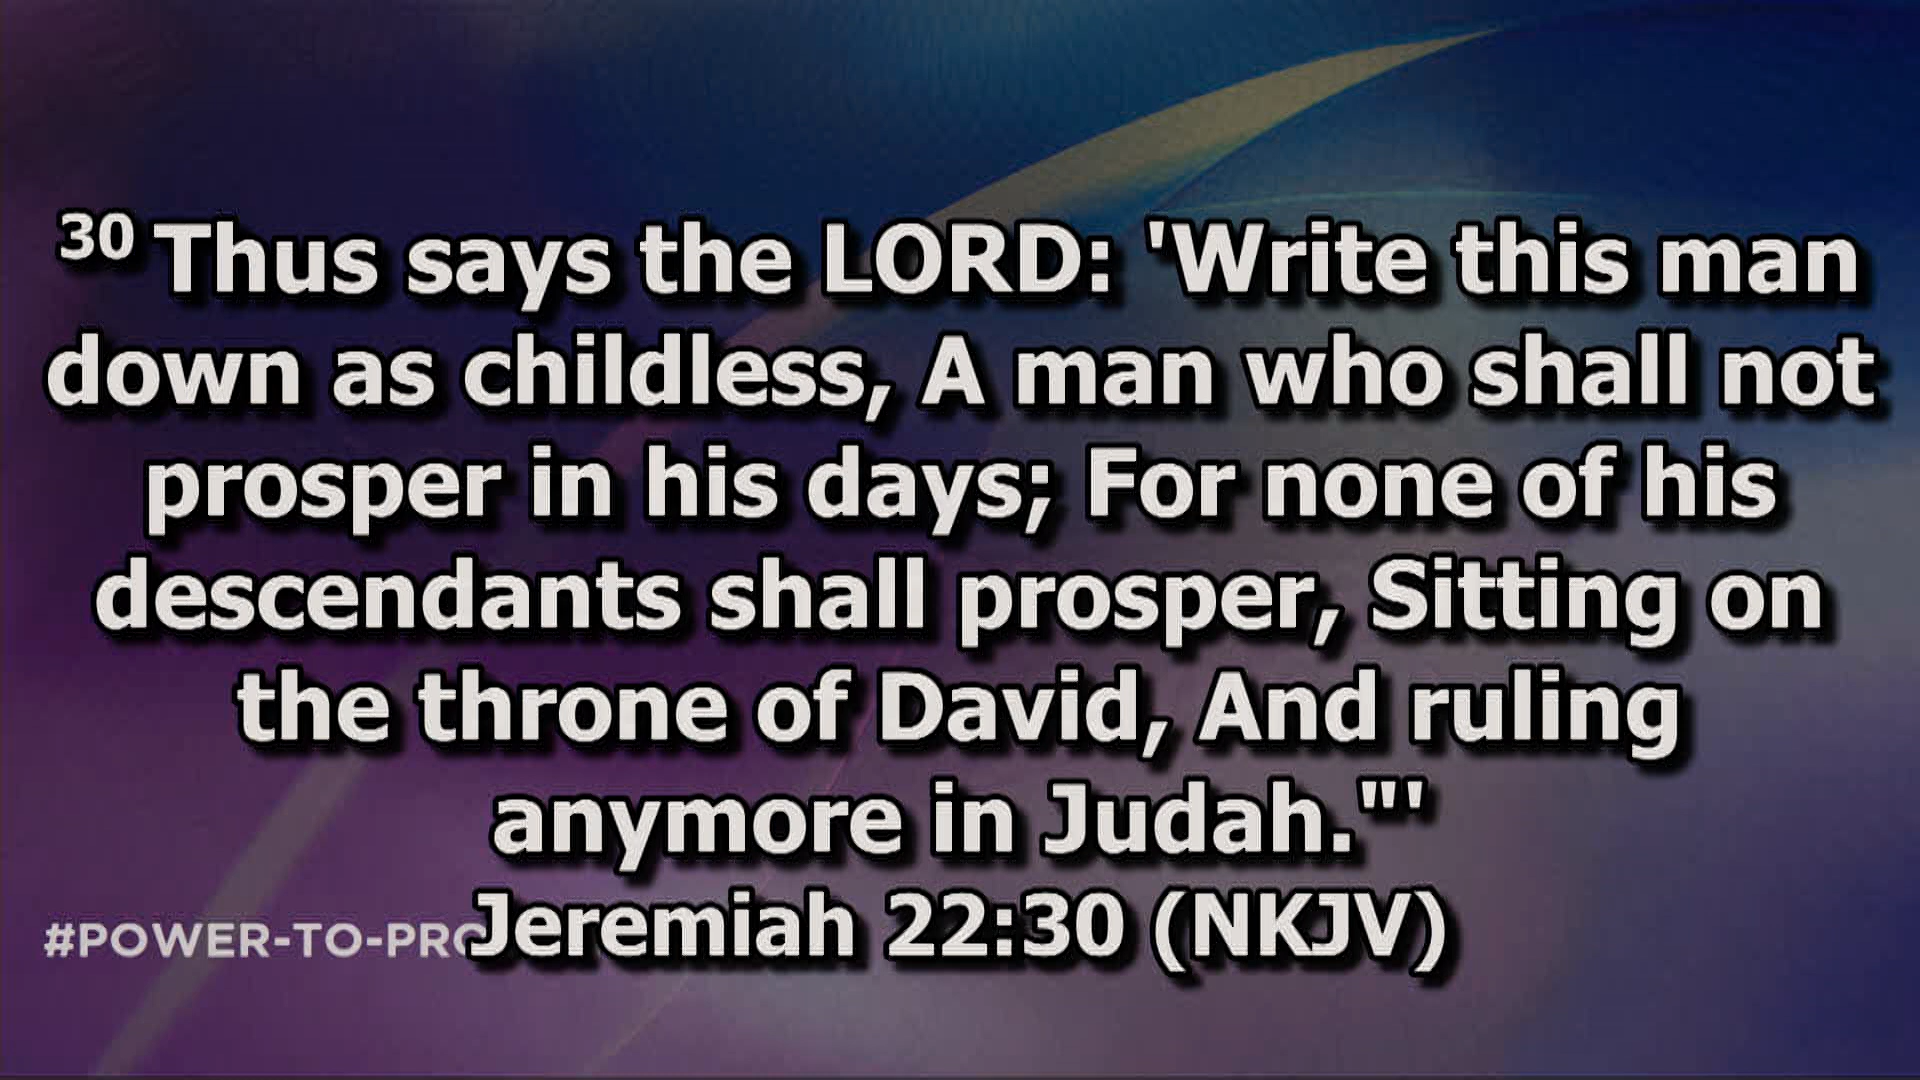 30 Thus says the LORD: 'Write this man
down as childless, A man who shall not
prosper in his days; For none of his
descendants shall prosper, Sitting on
the throne of David, And ruling
anymore in Judah."'
Jeremiah 22:30 (NKJV)
#POWER-TO-PRO